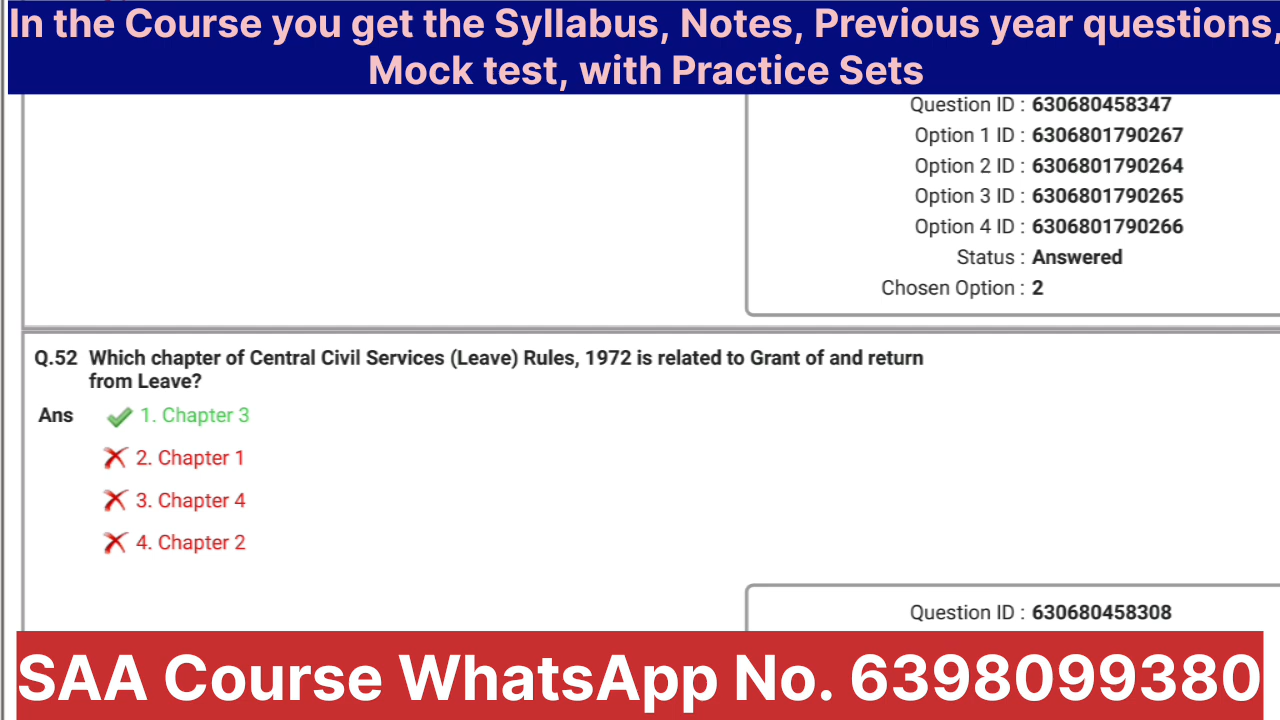 In the Course you get the Syllabus, Notes, Previous year questions,
Mock test, with Practice Sets
Question ID : 630680458347
Option 1 ID : 6306801790267
Option 2 ID : 6306801790264
Option 3 ID : 6306801790265
Option 4 ID : 6306801790266
Status : Answered
Chosen Option : 2
Q.52 Which chapter of Central Civil Services (Leave) Rules, 1972 is related to Grant of and return
from Leave?
Ans 1. Chapter 3
2. Chapter 1
3. Chapter 4
4. Chapter 2
Question ID : 630680458308
SAA Course WhatsApp No. 6398099380